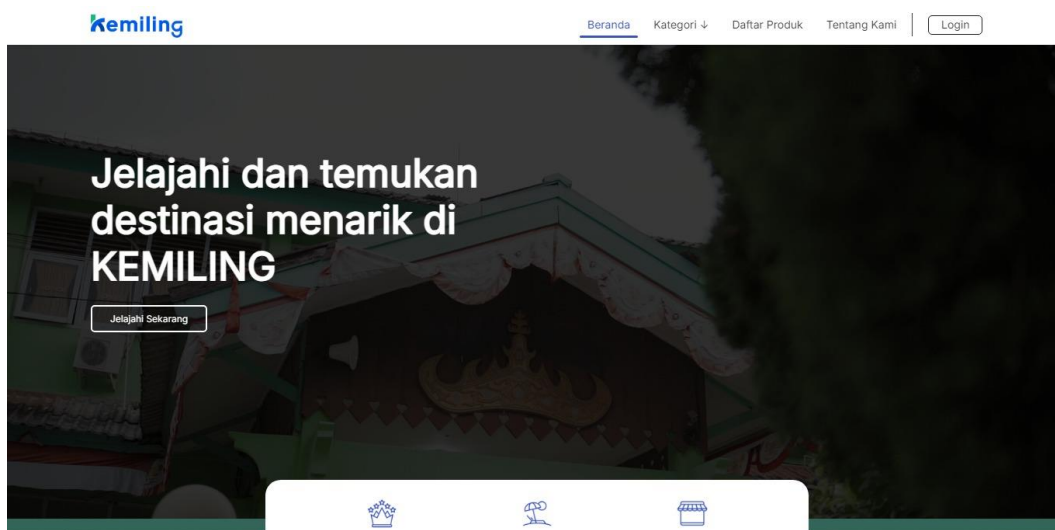 Kemiling
Beranda
Kategori ↓
Daftar Produk
Tentang Kami
Login
Jelajahi dan temukan
destinasi menarik di
KEMILING
Jelajahi Sekarang